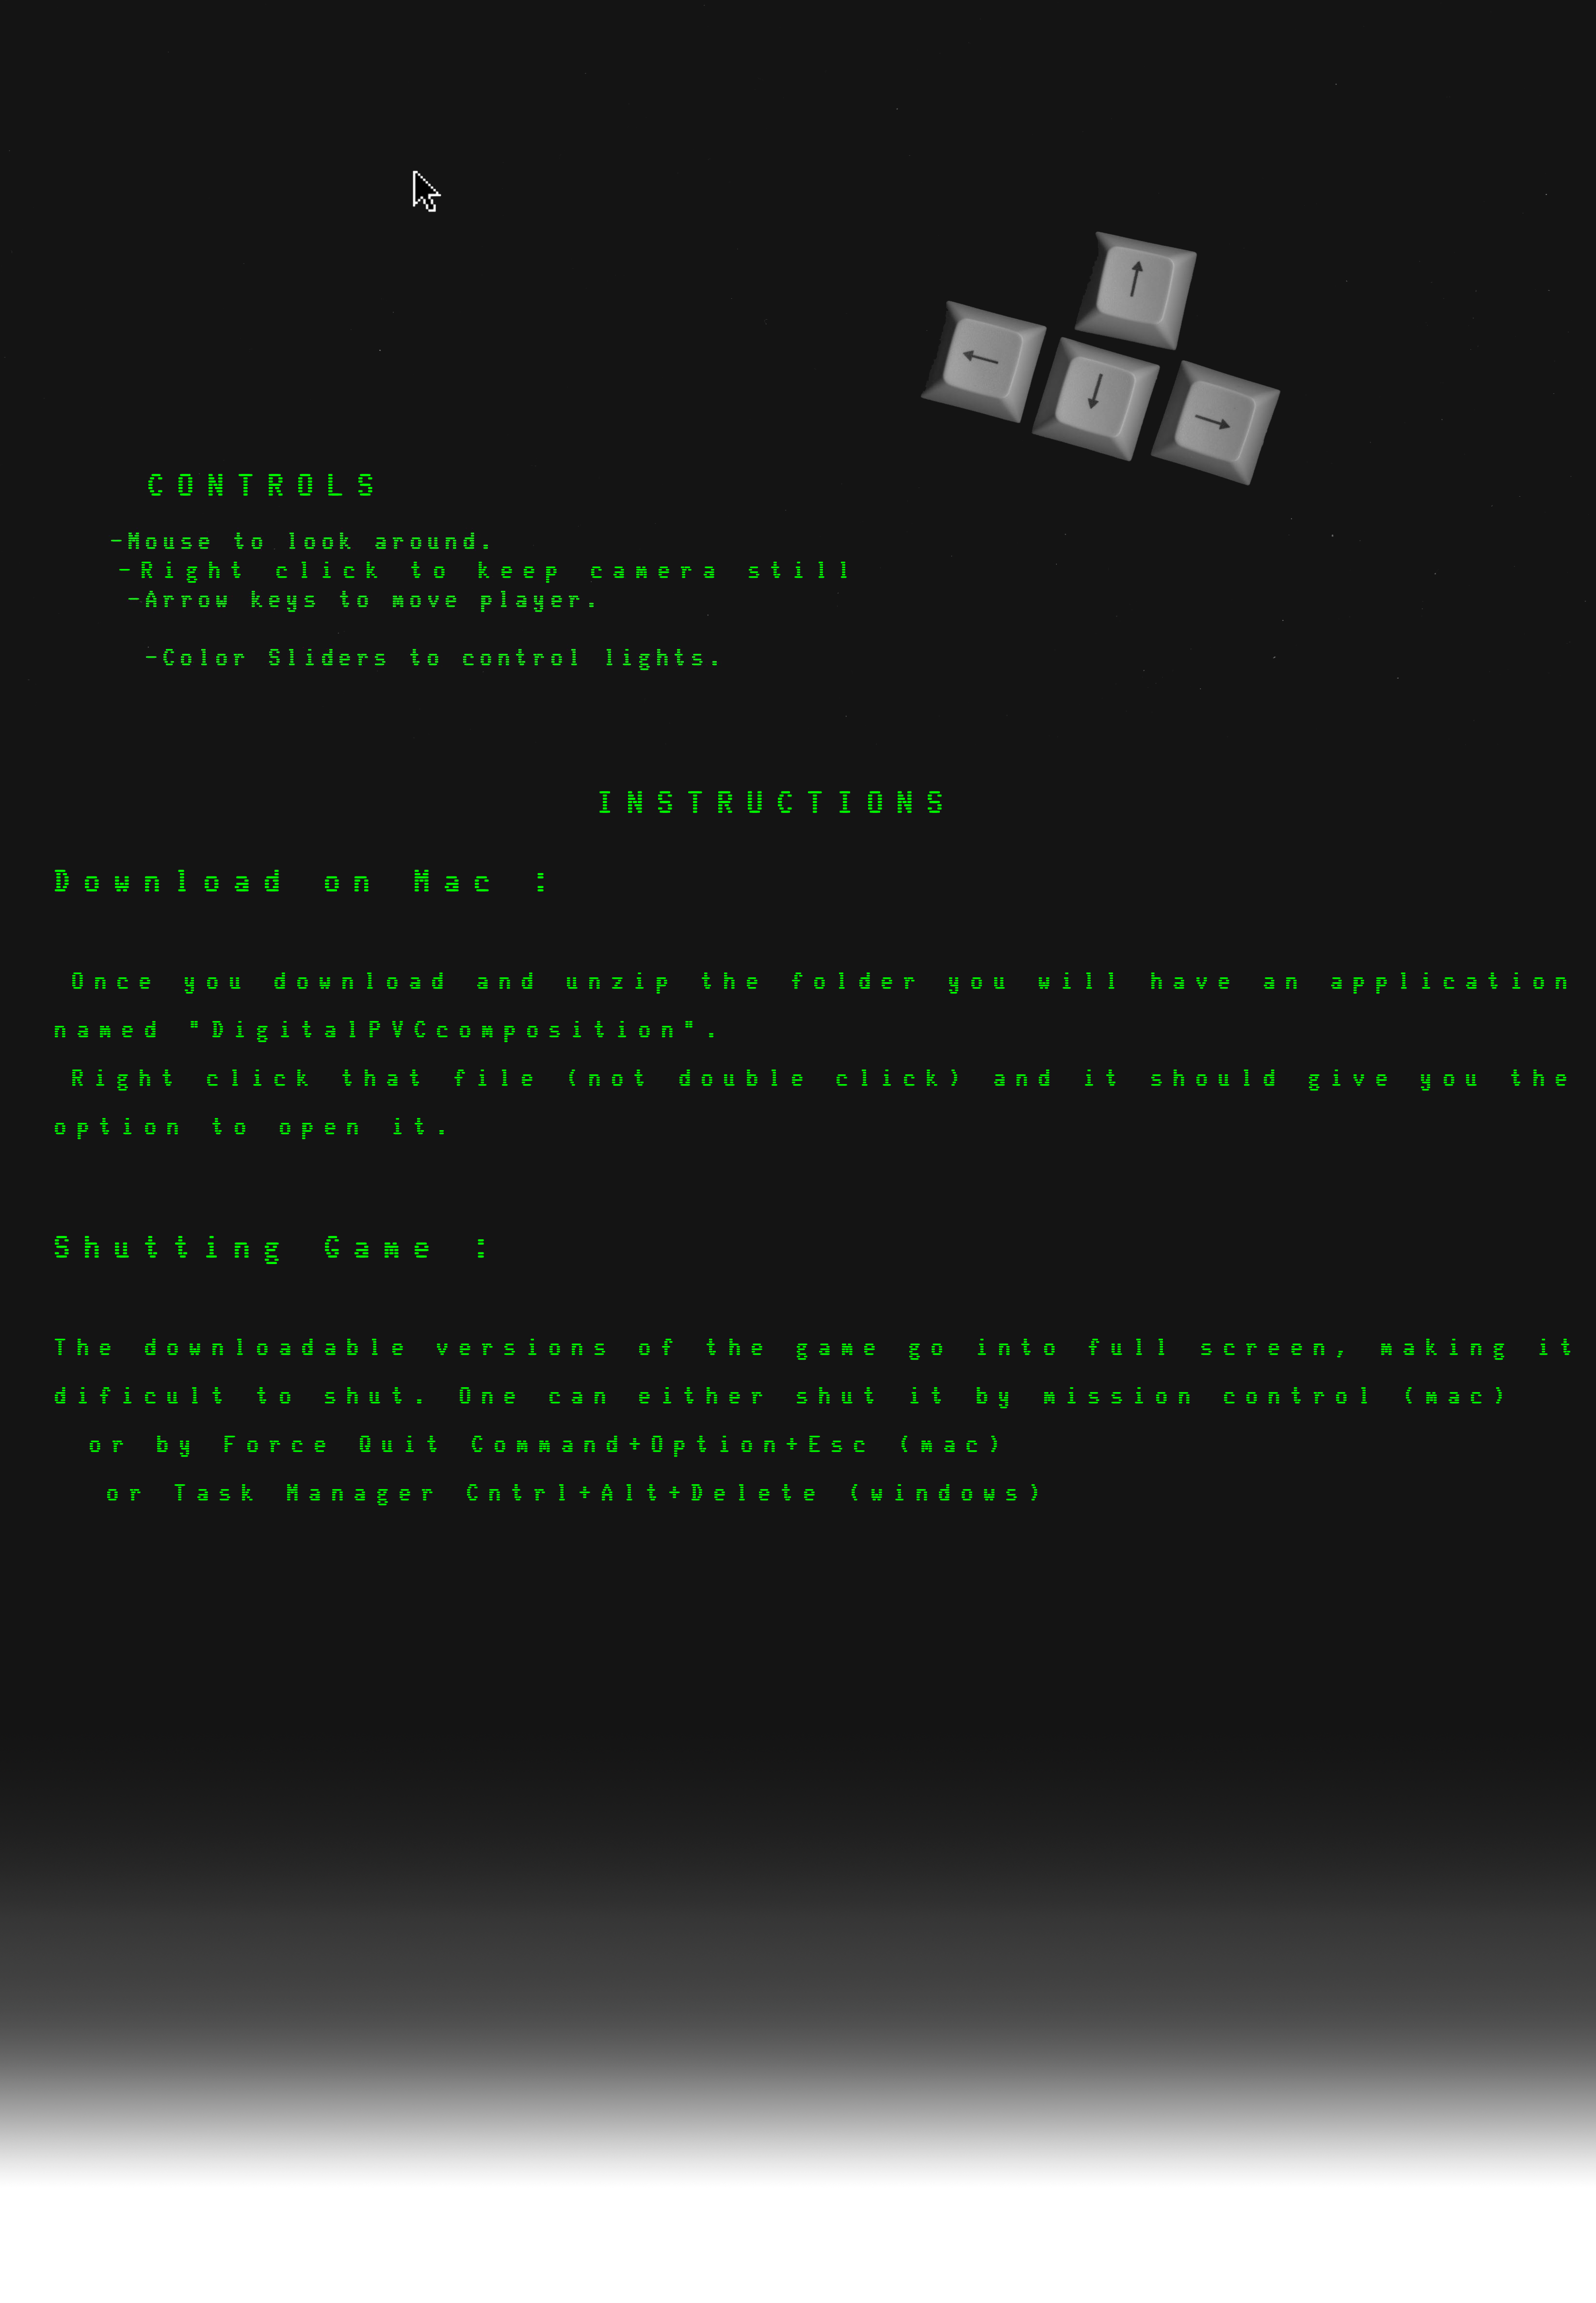 CONTROLS
-Mouse to look around.
-Right click to keep camera still
-Arrow keys to move player.
-Color Sliders to control lights.
INSTRUCTIONS
Download on Mac :
Once you download and unzip the folder you will have an application
named "DigitalPVCcomposition".
Right click that file (not double click) and it should give you the
option to open it.
Shutting Game :
The downloadable versions of the game go into full screen, making it
dificult to shut. One can either shut it by mission control (mac)
or by Force Quit Command+Option+Esc (mac)
or Task Manager Cntrl+Alt+Delete (windows)